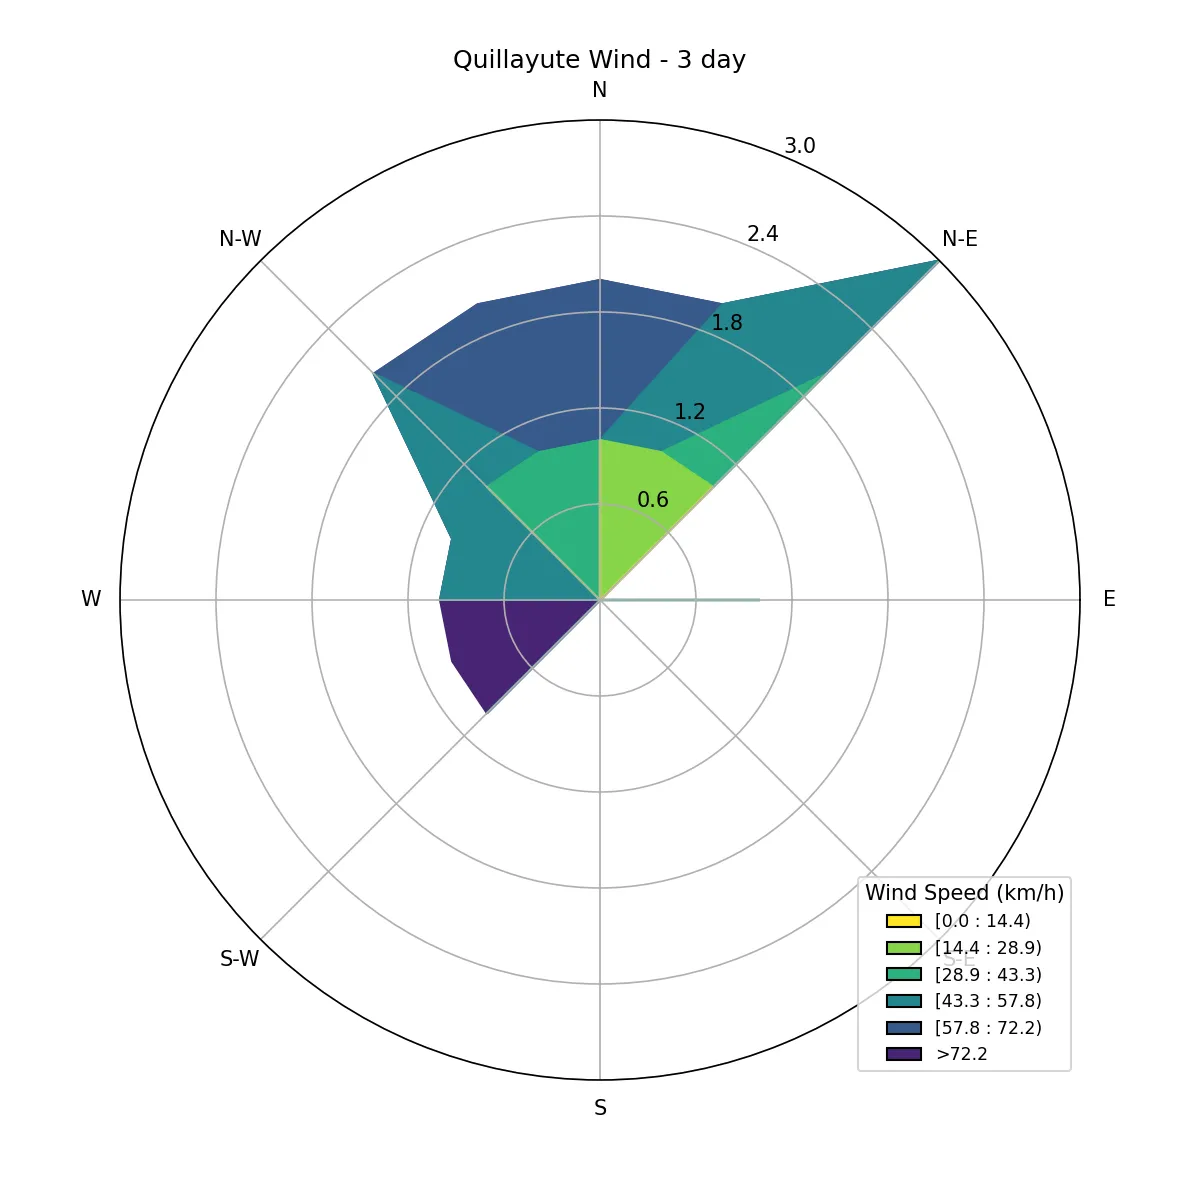 Quillayute Wind - 3 day
N
3.0
N-W
2.4
N-E
1.8
1.2
0.6
W
E
Wind Speed (km/h)
[0.0 : 14.4)
[14.4 : 28.9)
S-W
S-E
[28.9 : 43.3)
[43.3 : 57.8)
[57.8 : 72.2)
>72.2
S